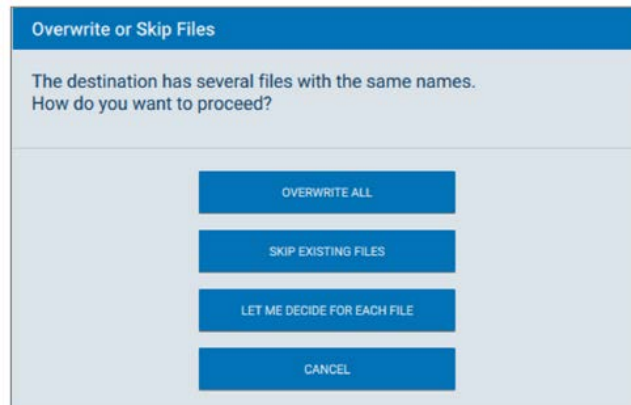 Overwrite or Skip Files
The destination has several files with the same names.
How do you want to proceed?
OVERWRITE ALL
SKIP EXISTING FILES
LET ME DECIDE FOR EACH FILE
CANCEL